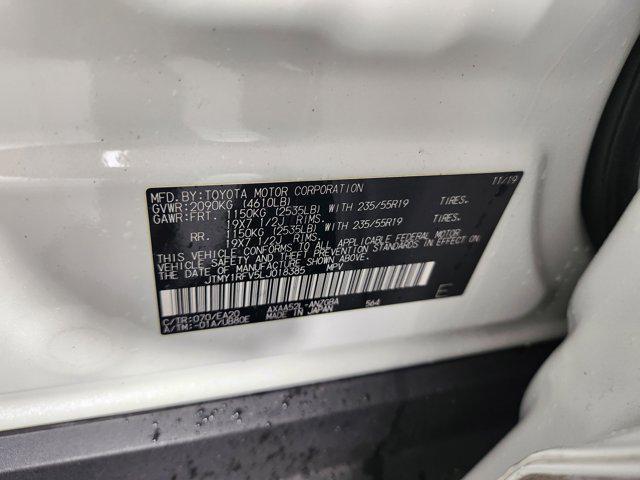 MFD.BY:TOYOTA MOTOR CORPORATION 11/19
GVWR:2090KG (4610LB)
GAWR:FRT. 1150KG (2535LB) WITH 235/55R19 TIRES.
19X7 1/2J RIMS.
RR. 1150KG (2535LB) WITH 235/55R19 TIRES.
19X7 1/2J RIMS.
THIS VEHICLE CONFORMS TO ALL APPLICABLE FEDERAL MOTOR
VEHICLE SAFETY AND THEFT PREVENTION STANDARDS IN EFFECT ON
THE DATE OF MANUFACTURE SHOWN ABOVE.
JTMY1RFV5LJ018385 MPV
E
C/TR:070/EA20 AXAA52L-ANZGBA 564
A/TM:-01A/UB80E MADE IN JAPAN